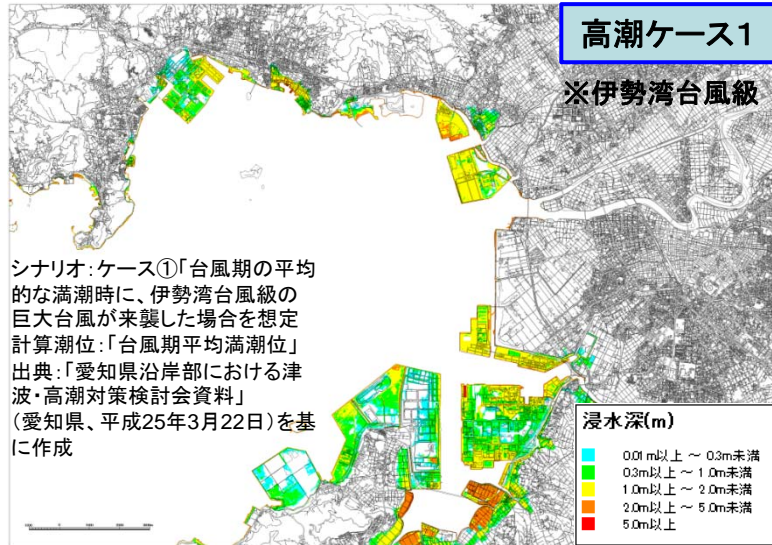 高潮ケース1
※伊勢湾台風級
シナリオ:ケース①「台風期の平均
的な満潮時に、伊勢湾台風級の
巨大台風が来襲した場合を想定
計算潮位:「台風期平均満潮位」
出典:「愛知県沿岸部における津
波・高潮対策検討会資料」
(愛知県、平成25年3月22日)を基
に作成
浸水深(m)
0.01m以上 ~ 0.3m未満
0.3m以上 ~ 1.0m未満
1.0m以上 ~ 2.0m未満
2.0m以上 ~ 5.0m未満
5.0m以上